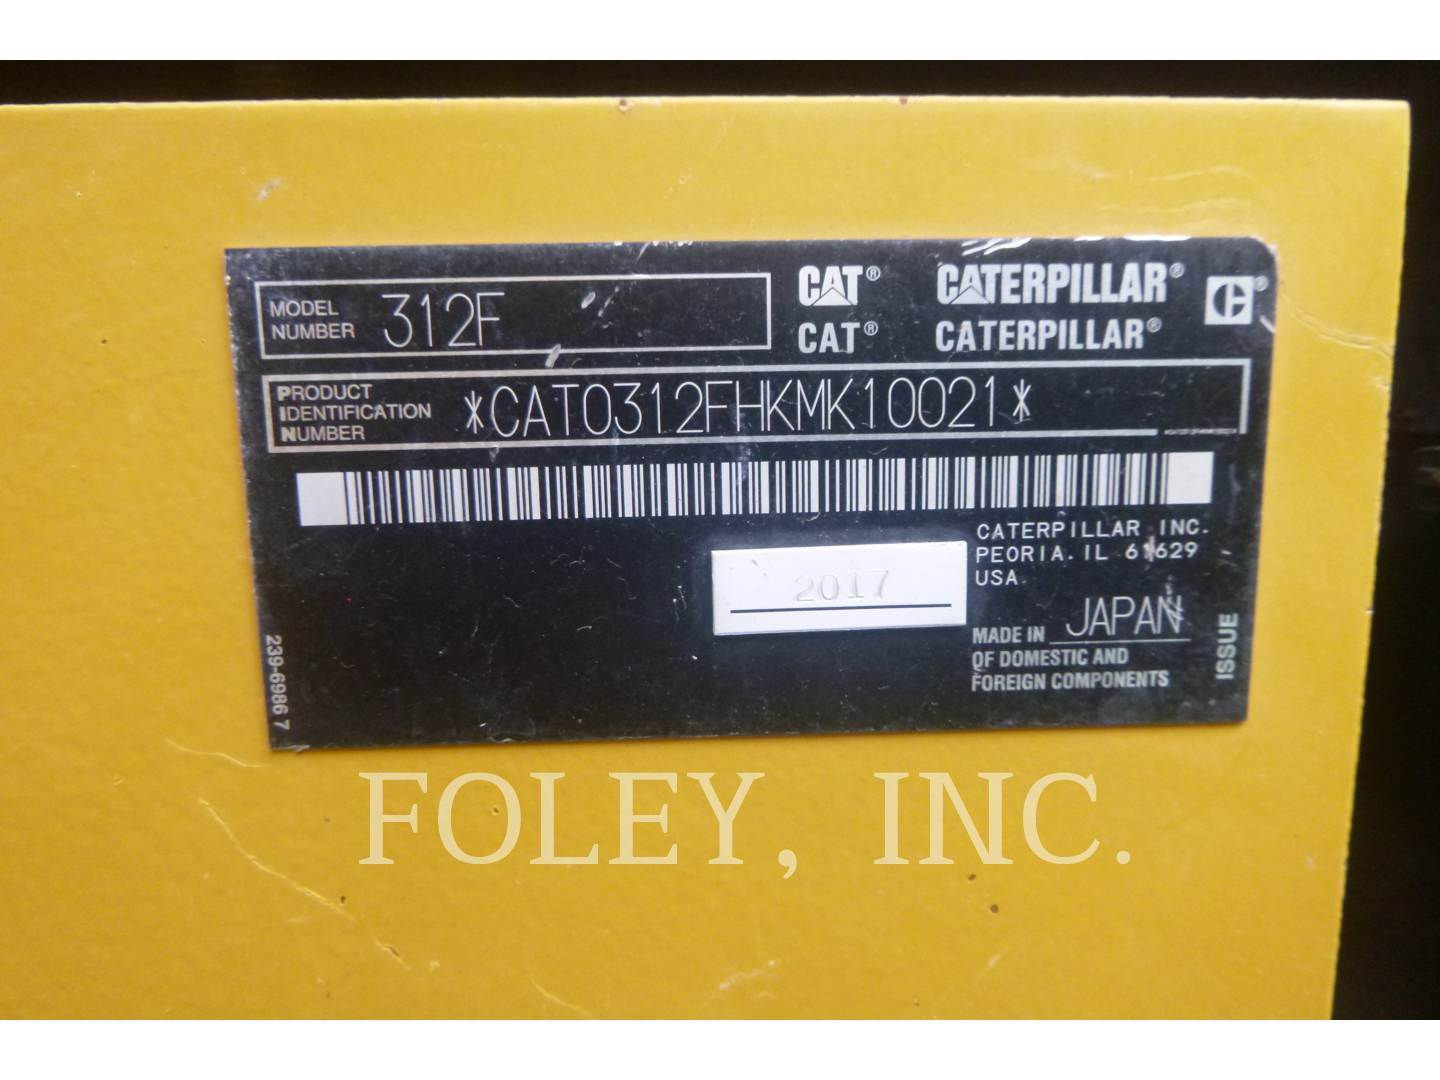 MODEL NUMBER 312F
CAT® CATERPILLAR®
CAT® CATERPILLAR®
PRODUCT IDENTIFICATION NUMBER *CAT0312FHKMK10021*
CATERPILLAR INC.
PEORIA. IL 61629
USA
2017
MADE IN JAPAN
OF DOMESTIC AND
FOREIGN COMPONENTS
ISSUE
239-6986 7
FOLEY, INC.